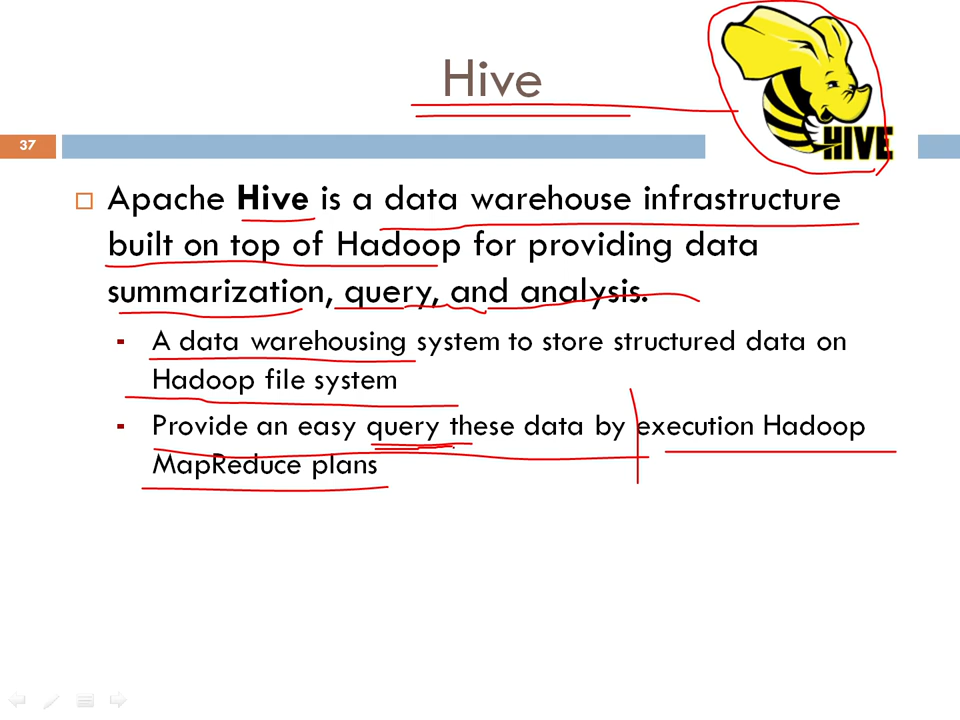 Hive
HIVE
37
Apache Hive is a data warehouse infrastructure
built on top of Hadoop for providing data
summarization, query, and analysis.
- A data warehousing system to store structured data on
Hadoop file system
- Provide an easy query these data by execution Hadoop
MapReduce plans